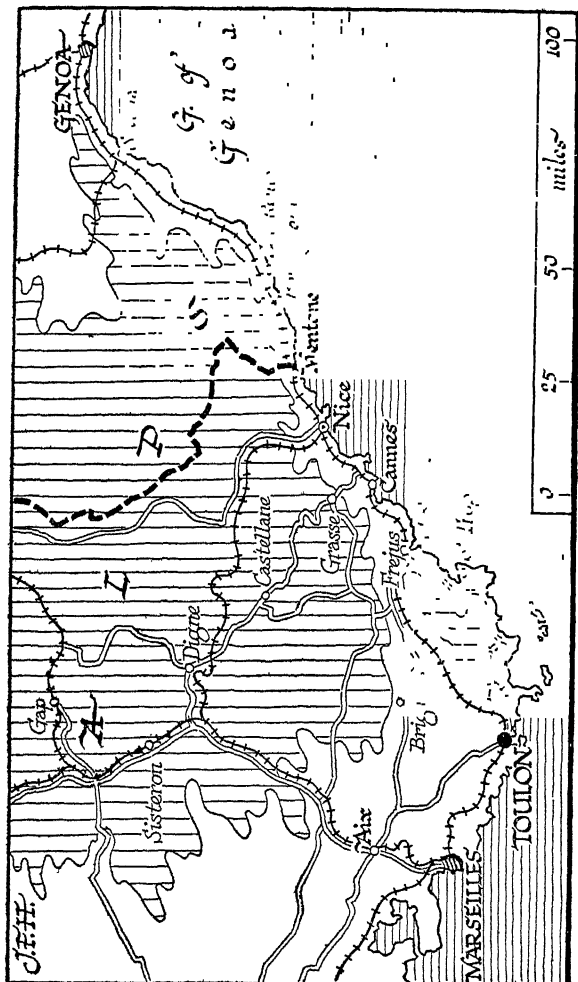 J.F.H.
GENOA
G. of
Genoa
A L P S
Gap
Sisteron
Digne
Castellane
Grasse
Mentone
Nice
Cannes
Frejus
Aix
MARSEILLES
TOULON
0 25 50 100
miles